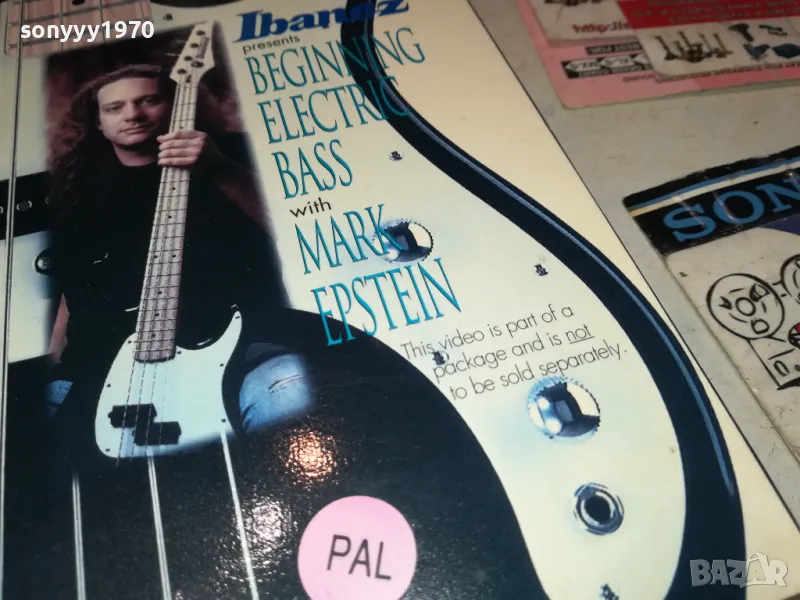 sonyyy1970
Ibanez
presents
BEGINNING
ELECTRIC
BASS
with
MARK
EPSTEIN
This video is part of a
package and is not
to be sold separately.
PAL
SON
BAZAR